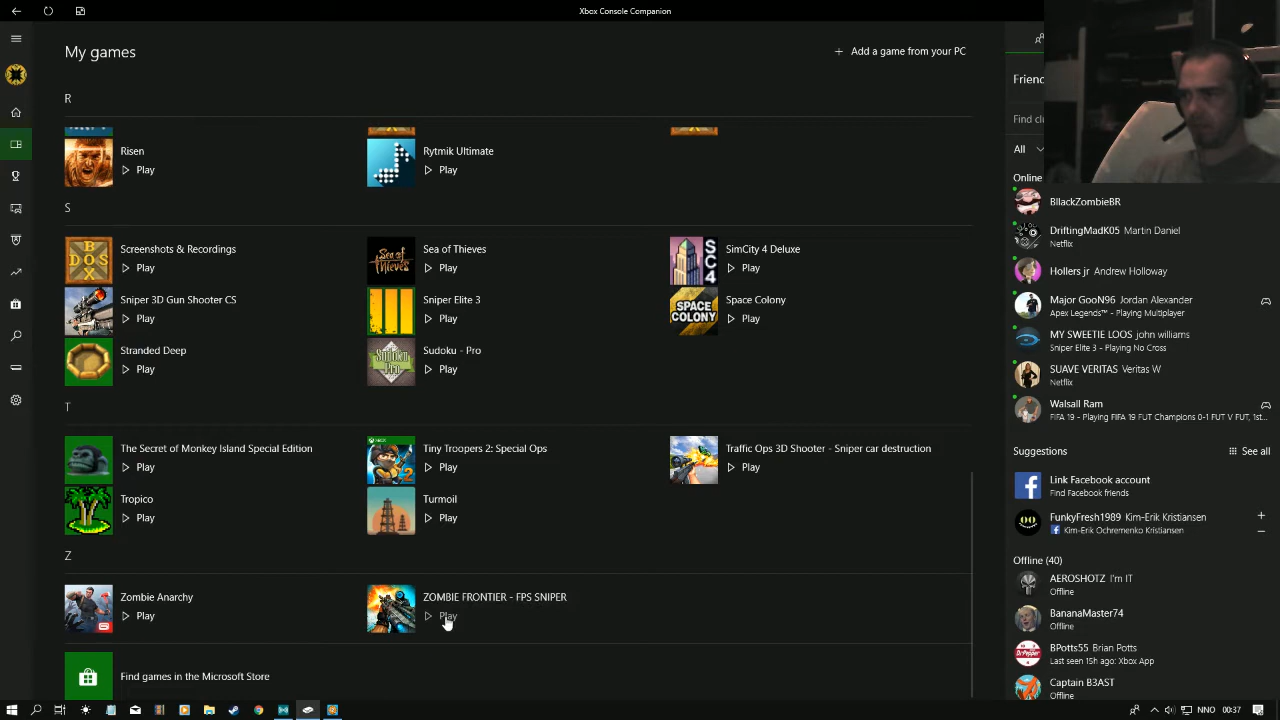 Xbox Console Companion
My games
+ Add a game from your PC
R
Risen
Play
Rytmik Ultimate
Play
S
Screenshots & Recordings
Play
Sea of Thieves
Play
SimCity 4 Deluxe
Play
Sniper 3D Gun Shooter CS
Play
Sniper Elite 3
Play
Space Colony
Play
Stranded Deep
Play
Sudoku - Pro
Play
T
The Secret of Monkey Island Special Edition
Play
Tiny Troopers 2: Special Ops
Play
Traffic Ops 3D Shooter - Sniper car destruction
Play
Tropico
Play
Turmoil
Play
Z
Zombie Anarchy
Play
ZOMBIE FRONTIER - FPS SNIPER
Play
Find games in the Microsoft Store
Friend
Find clu
All
Online
BllackZombieBR
DriftingMadK05 Martin Daniel
Netflix
Hollers jr Andrew Holloway
Major GooN96 Jordan Alexander
Apex Legends™ - Playing Multiplayer
MY SWEETIE LOOS john williams
Sniper Elite 3 - Playing No Cross
SUAVE VERITAS Veritas W
Netflix
Walsall Ram
FIFA 19 - Playing FIFA 19 FUT Champions 0-1 FUT V FUT, 1st...
Suggestions
See all
Link Facebook account
Find Facebook friends
FunkyFresh1989 Kim-Erik Kristiansen
Kim-Erik Ochremenko Kristiansen
Offline (40)
AEROSHOTZ I'm IT
Offline
BananaMaster74
Offline
BPotts55 Brian Potts
Last seen 15h ago: Xbox App
Captain B3AST
Offline
NNO 00:37